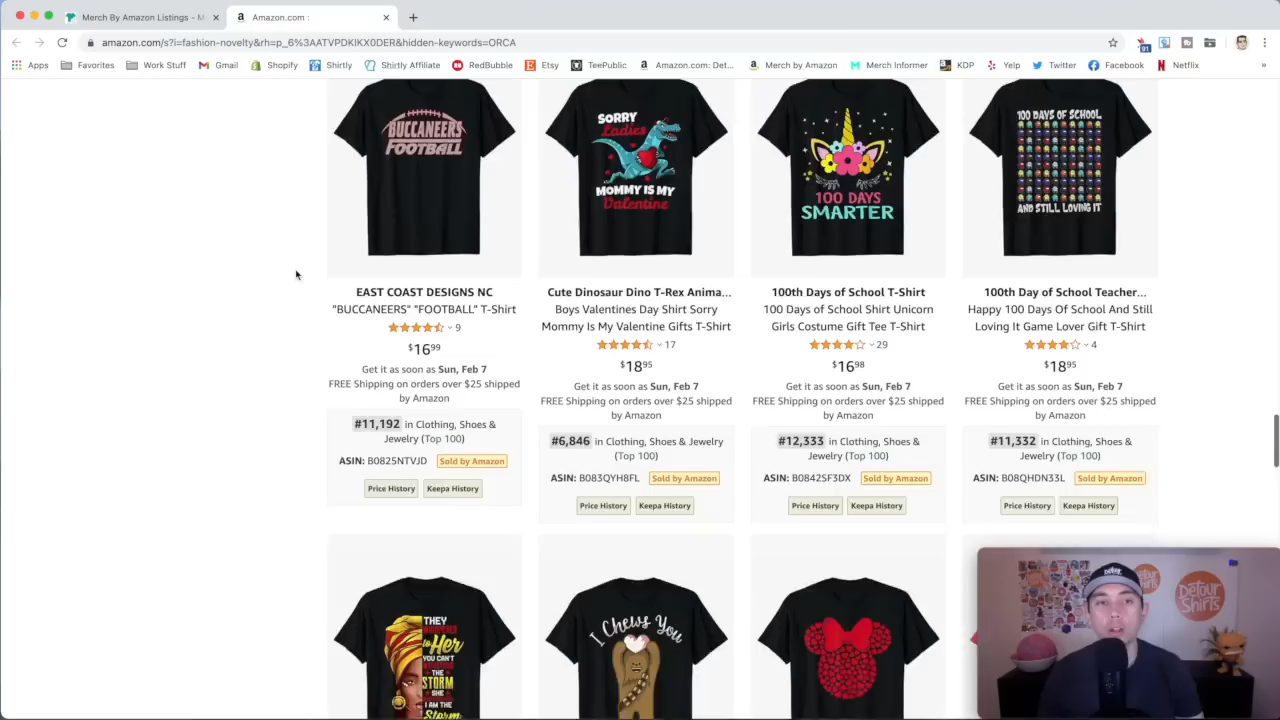 Merch By Amazon Listings - M
Amazon.com :
amazon.com/s?i=fashion-novelty&rh=p_6%3AATVPDKIKX0DER&hidden-keywords=ORCA
91
Apps Favorites Work Stuff Gmail Shopify Shirtly Shirtly Affiliate RedBubble Etsy TeePublic Amazon.com: Det... Merch by Amazon Merch Informer KDP Yelp Twitter Facebook Netflix »
BUCCANEERS
FOOTBALL
SORRY
Ladies
MOMMY IS MY
Valentine
100 DAYS
SMARTER
100 DAYS OF SCHOOL
AND STILL LOVING IT
EAST COAST DESIGNS NC
"BUCCANEERS" "FOOTBALL" T-Shirt
9
$16.99
Get it as soon as Sun, Feb 7
FREE Shipping on orders over $25 shipped
by Amazon
#11,192 in Clothing, Shoes &
Jewelry (Top 100)
ASIN: B0825NTVJD Sold by Amazon
Price History Keepa History
Cute Dinosaur Dino T-Rex Anima...
Boys Valentines Day Shirt Sorry
Mommy Is My Valentine Gifts T-Shirt
17
$18.95
Get it as soon as Sun, Feb 7
FREE Shipping on orders over $25 shipped
by Amazon
#6,846 in Clothing, Shoes & Jewelry
(Top 100)
ASIN: B083QYH8FL Sold by Amazon
Price History Keepa History
100th Days of School T-Shirt
100 Days of School Shirt Unicorn
Girls Costume Gift Tee T-Shirt
29
$16.98
Get it as soon as Sun, Feb 7
FREE Shipping on orders over $25 shipped
by Amazon
#12,333 in Clothing, Shoes &
Jewelry (Top 100)
ASIN: B0842SF3DX Sold by Amazon
Price History Keepa History
100th Day of School Teacher...
Happy 100 Days Of School And Still
Loving It Game Lover Gift T-Shirt
4
$18.95
Get it as soon as Sun, Feb 7
FREE Shipping on orders over $25 shipped
by Amazon
#11,332 in Clothing, Shoes &
Jewelry (Top 100)
ASIN: B08QHDN33L Sold by Amazon
Price History Keepa History
THEY
to Her
YOU CAN'T
THE
STORM
SHE
I AM THE
Storm
I Chews You
DETOUR
SHIRTS